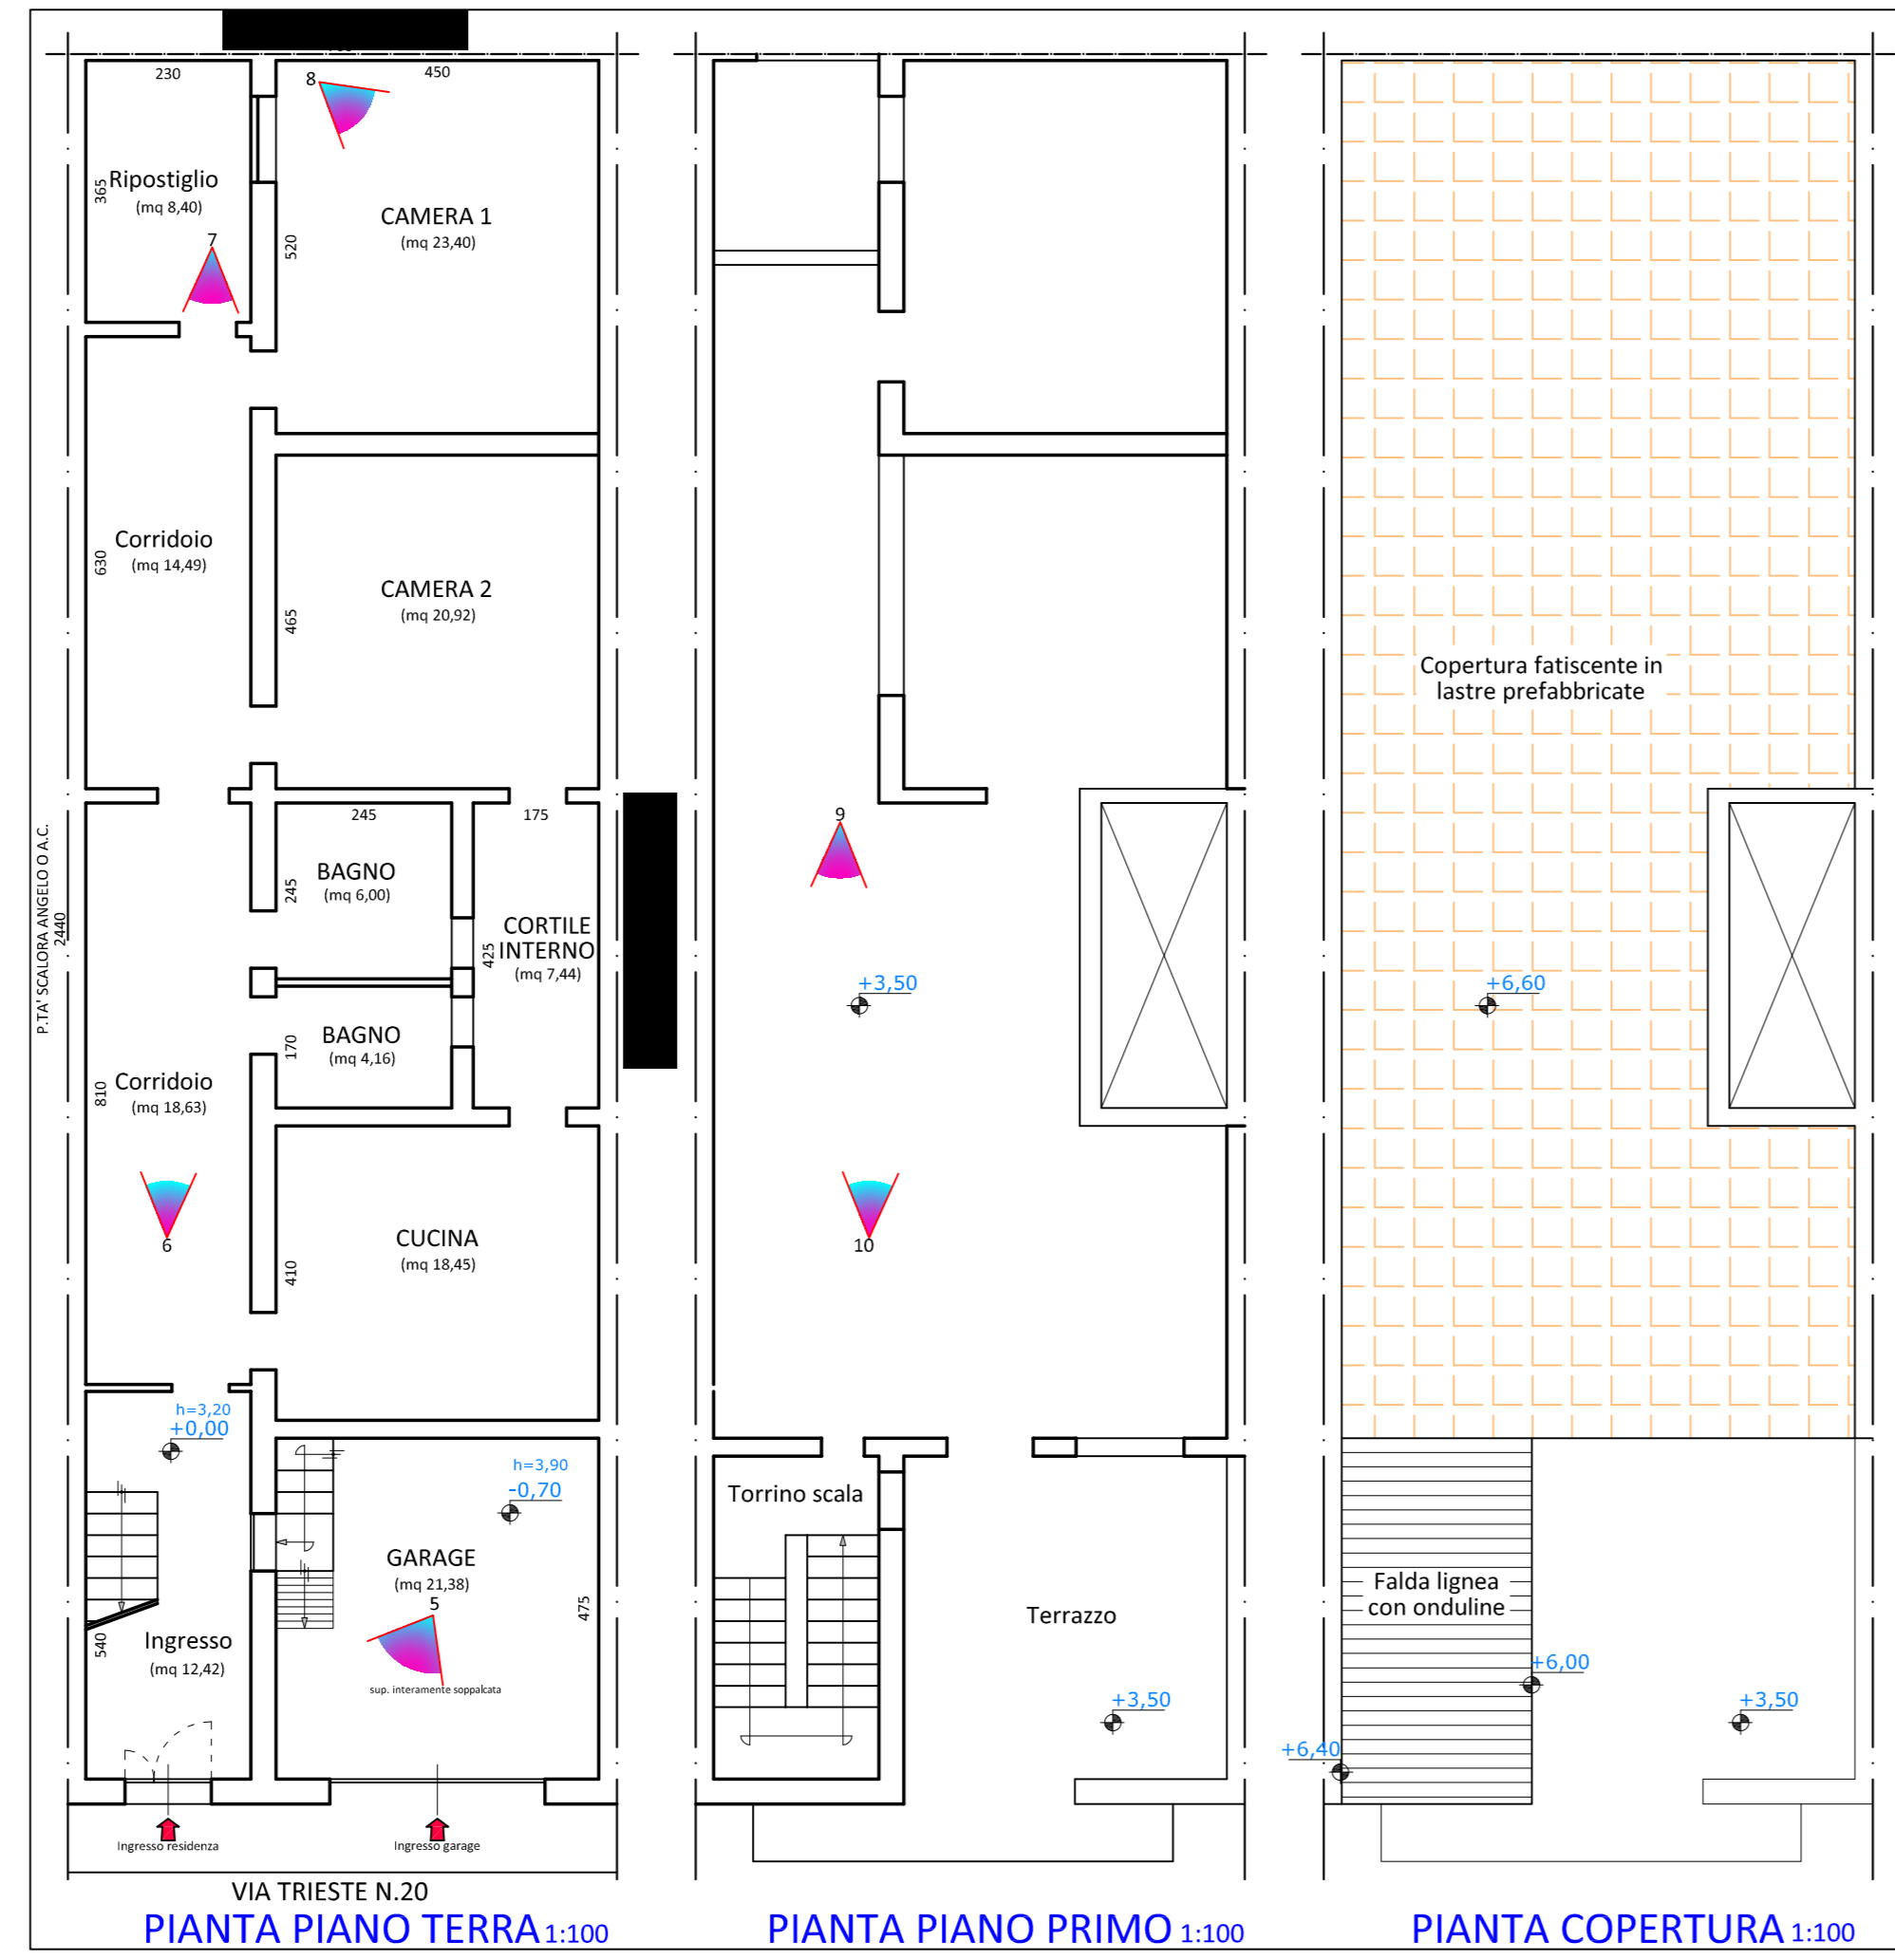 230
450
8
Ripostiglio
(mq 8,40)
365
7
CAMERA 1
(mq 23,40)
520
Corridoio
(mq 14,49)
630
CAMERA 2
(mq 20,92)
465
245
175
BAGNO
(mq 6,00)
245
CORTILE
INTERNO
(mq 7,44)
425
P.TA' SCALORA ANGELO O A.C.
2440
BAGNO
(mq 4,16)
170
Corridoio
(mq 18,63)
810
6
CUCINA
(mq 18,45)
410
h=3,20
+0,00
h=3,90
-0,70
GARAGE
(mq 21,38)
5
475
Ingresso
(mq 12,42)
540
sup. interamente soppalcata
Ingresso residenza
Ingresso garage
VIA TRIESTE N.20
PIANTA PIANO TERRA 1:100
9
+3,50
10
Torrino scala
Terrazzo
+3,50
PIANTA PIANO PRIMO 1:100
Copertura fatiscente in
lastre prefabbricate
+6,60
Falda lignea
con onduline
+6,00
+3,50
+6,40
PIANTA COPERTURA 1:100